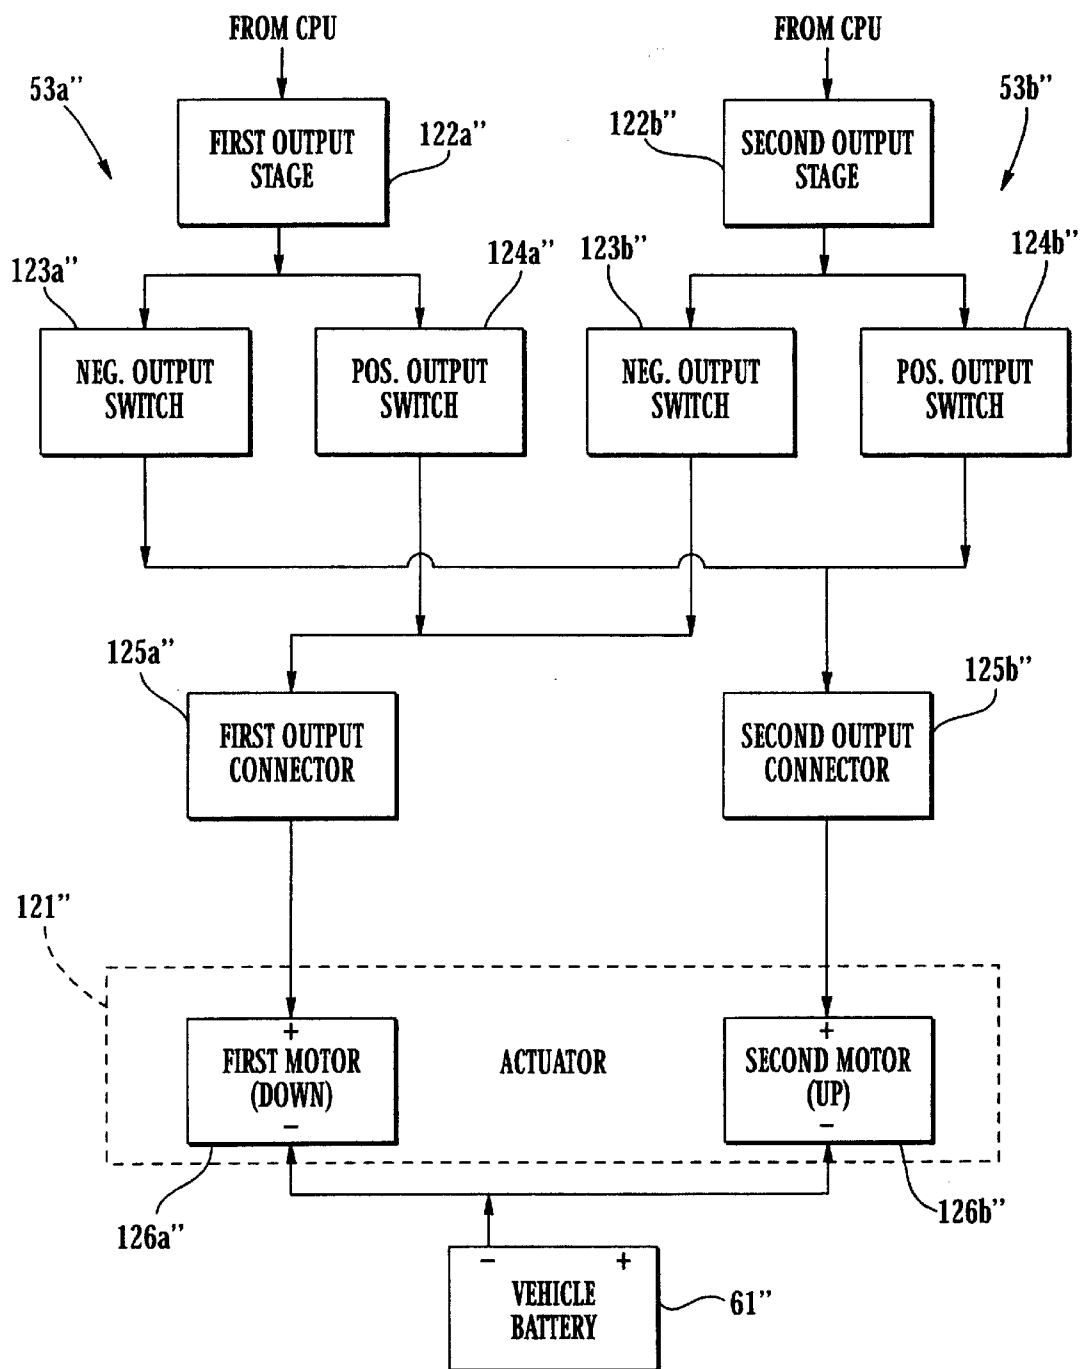 FROM CPU
FROM CPU
53a”
53b”
FIRST OUTPUT
STAGE
122a”
122b”
SECOND OUTPUT
STAGE
123a”
124a”
123b”
124b”
NEG. OUTPUT
SWITCH
POS. OUTPUT
SWITCH
NEG. OUTPUT
SWITCH
POS. OUTPUT
SWITCH
125a”
125b”
FIRST OUTPUT
CONNECTOR
SECOND OUTPUT
CONNECTOR
121”
+
FIRST MOTOR
(DOWN)
−
ACTUATOR
+
SECOND MOTOR
(UP)
−
126a”
126b”
− +
VEHICLE
BATTERY
61”